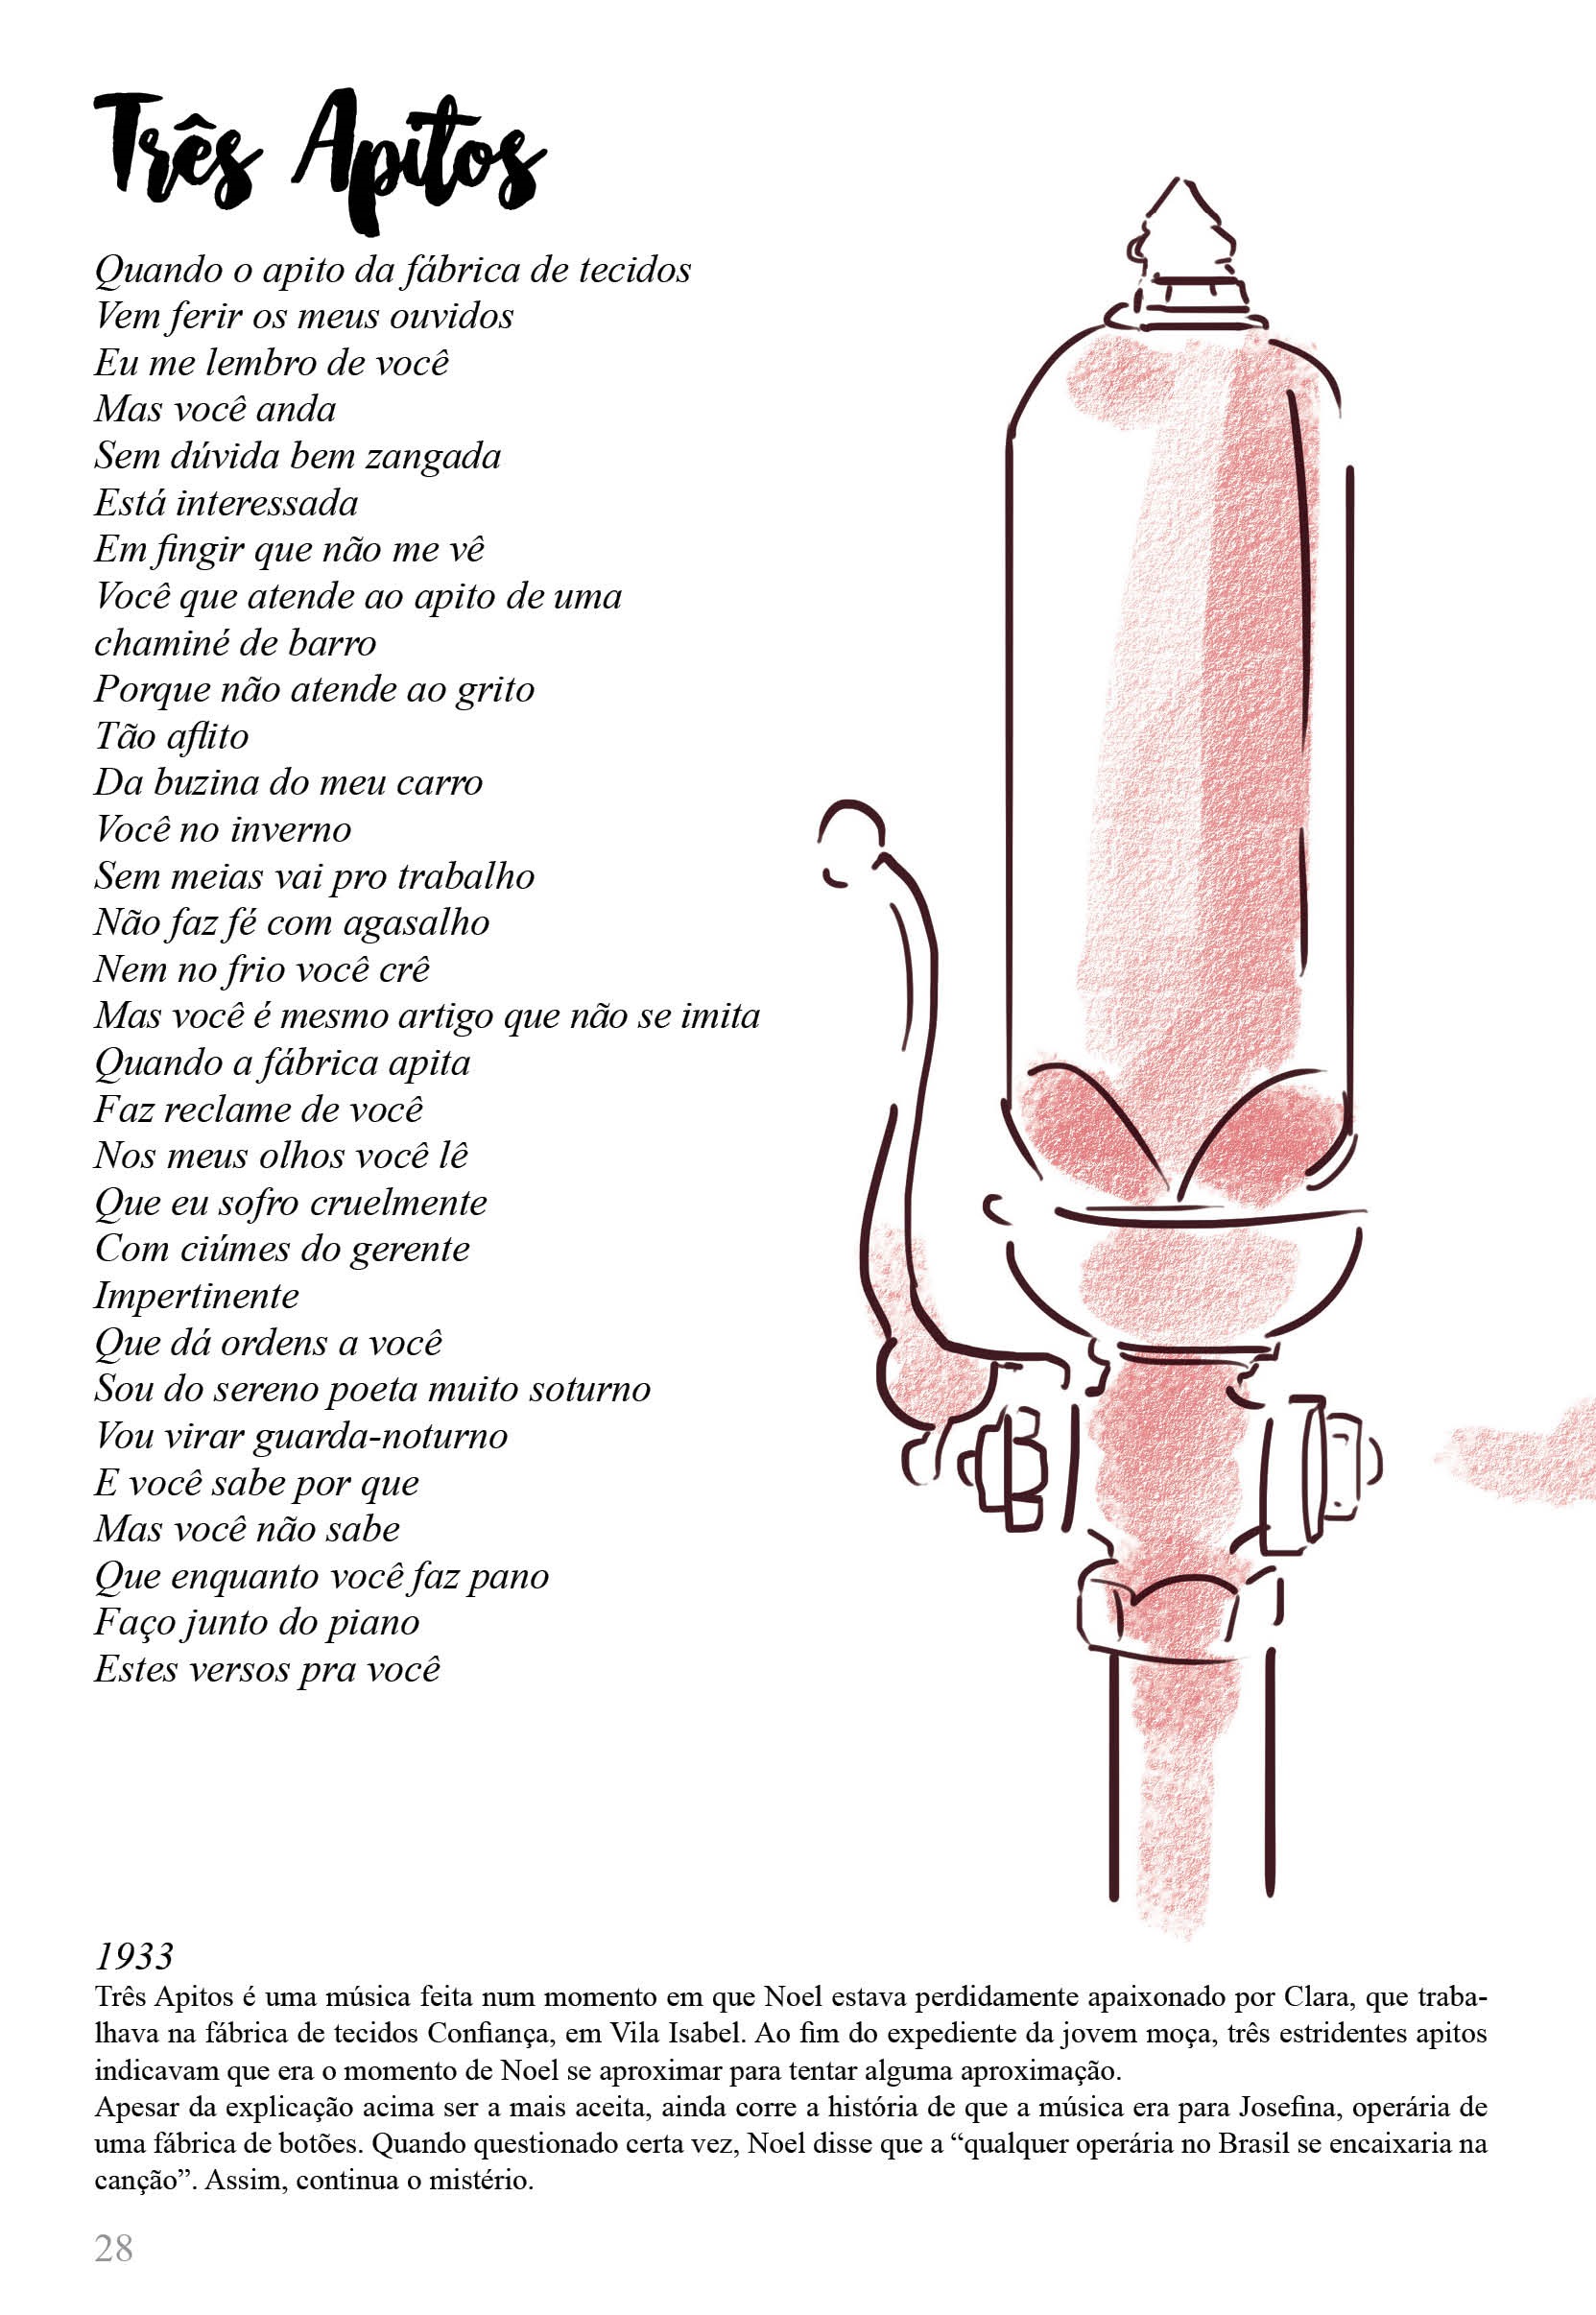 Três Apitos
Quando o apito da fábrica de tecidos
Vem ferir os meus ouvidos
Eu me lembro de você
Mas você anda
Sem dúvida bem zangada
Está interessada
Em fingir que não me vê
Você que atende ao apito de uma
chaminé de barro
Porque não atende ao grito
Tão aflito
Da buzina do meu carro
Você no inverno
Sem meias vai pro trabalho
Não faz fé com agasalho
Nem no frio você crê
Mas você é mesmo artigo que não se imita
Quando a fábrica apita
Faz reclame de você
Nos meus olhos você lê
Que eu sofro cruelmente
Com ciúmes do gerente
Impertinente
Que dá ordens a você
Sou do sereno poeta muito soturno
Vou virar guarda-noturno
E você sabe por que
Mas você não sabe
Que enquanto você faz pano
Faço junto do piano
Estes versos pra você
1933
Três Apitos é uma música feita num momento em que Noel estava perdidamente apaixonado por Clara, que traba-
lhava na fábrica de tecidos Confiança, em Vila Isabel. Ao fim do expediente da jovem moça, três estridentes apitos
indicavam que era o momento de Noel se aproximar para tentar alguma aproximação.
Apesar da explicação acima ser a mais aceita, ainda corre a história de que a música era para Josefina, operária de
uma fábrica de botões. Quando questionado certa vez, Noel disse que a “qualquer operária no Brasil se encaixaria na
canção”. Assim, continua o mistério.
28